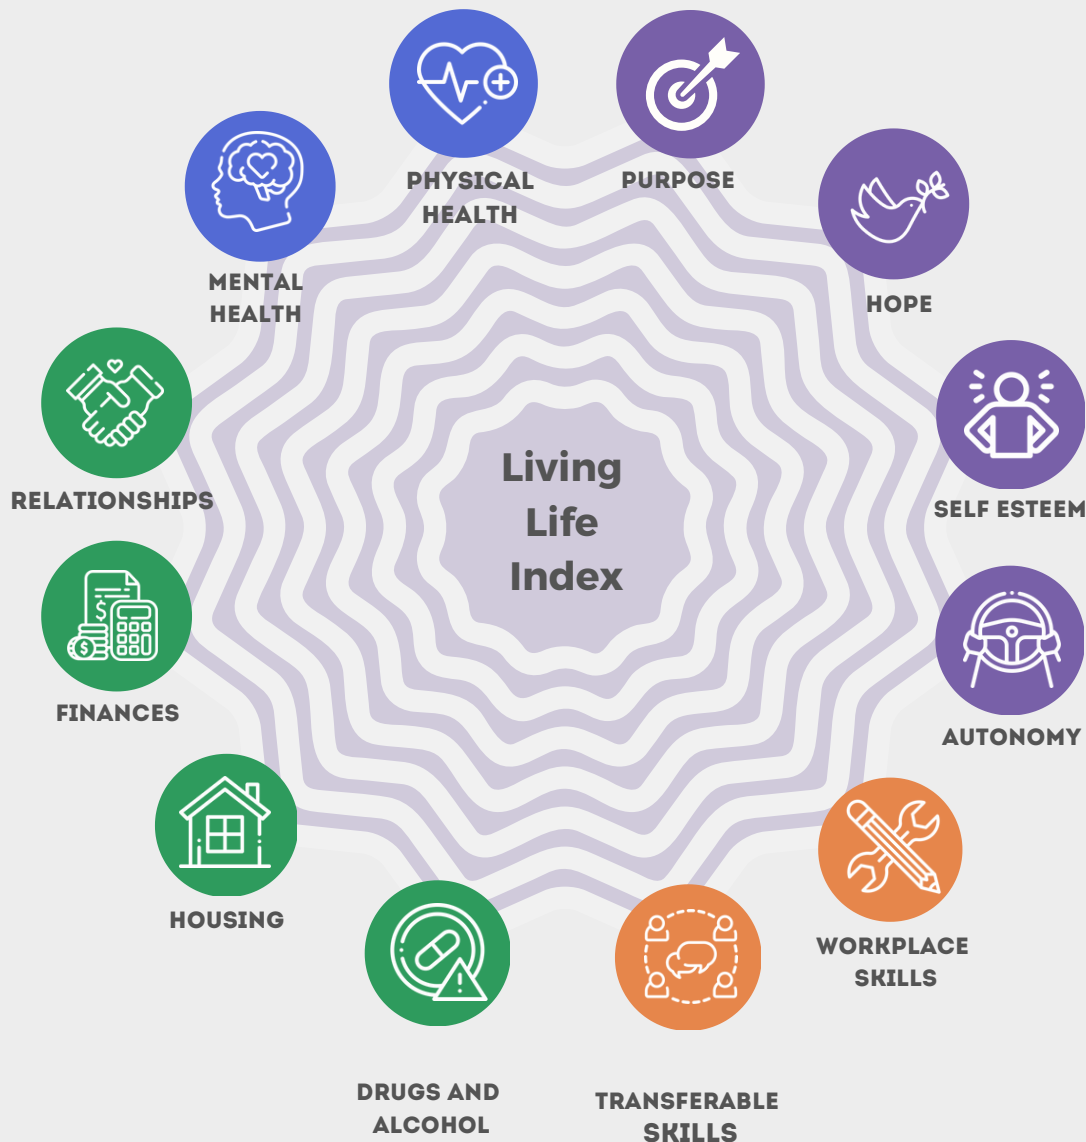 PHYSICAL
HEALTH
PURPOSE
MENTAL
HEALTH
HOPE
RELATIONSHIPS
SELF ESTEEM
Living
Life
Index
FINANCES
AUTONOMY
HOUSING
WORKPLACE
SKILLS
DRUGS AND
ALCOHOL
TRANSFERABLE
SKILLS